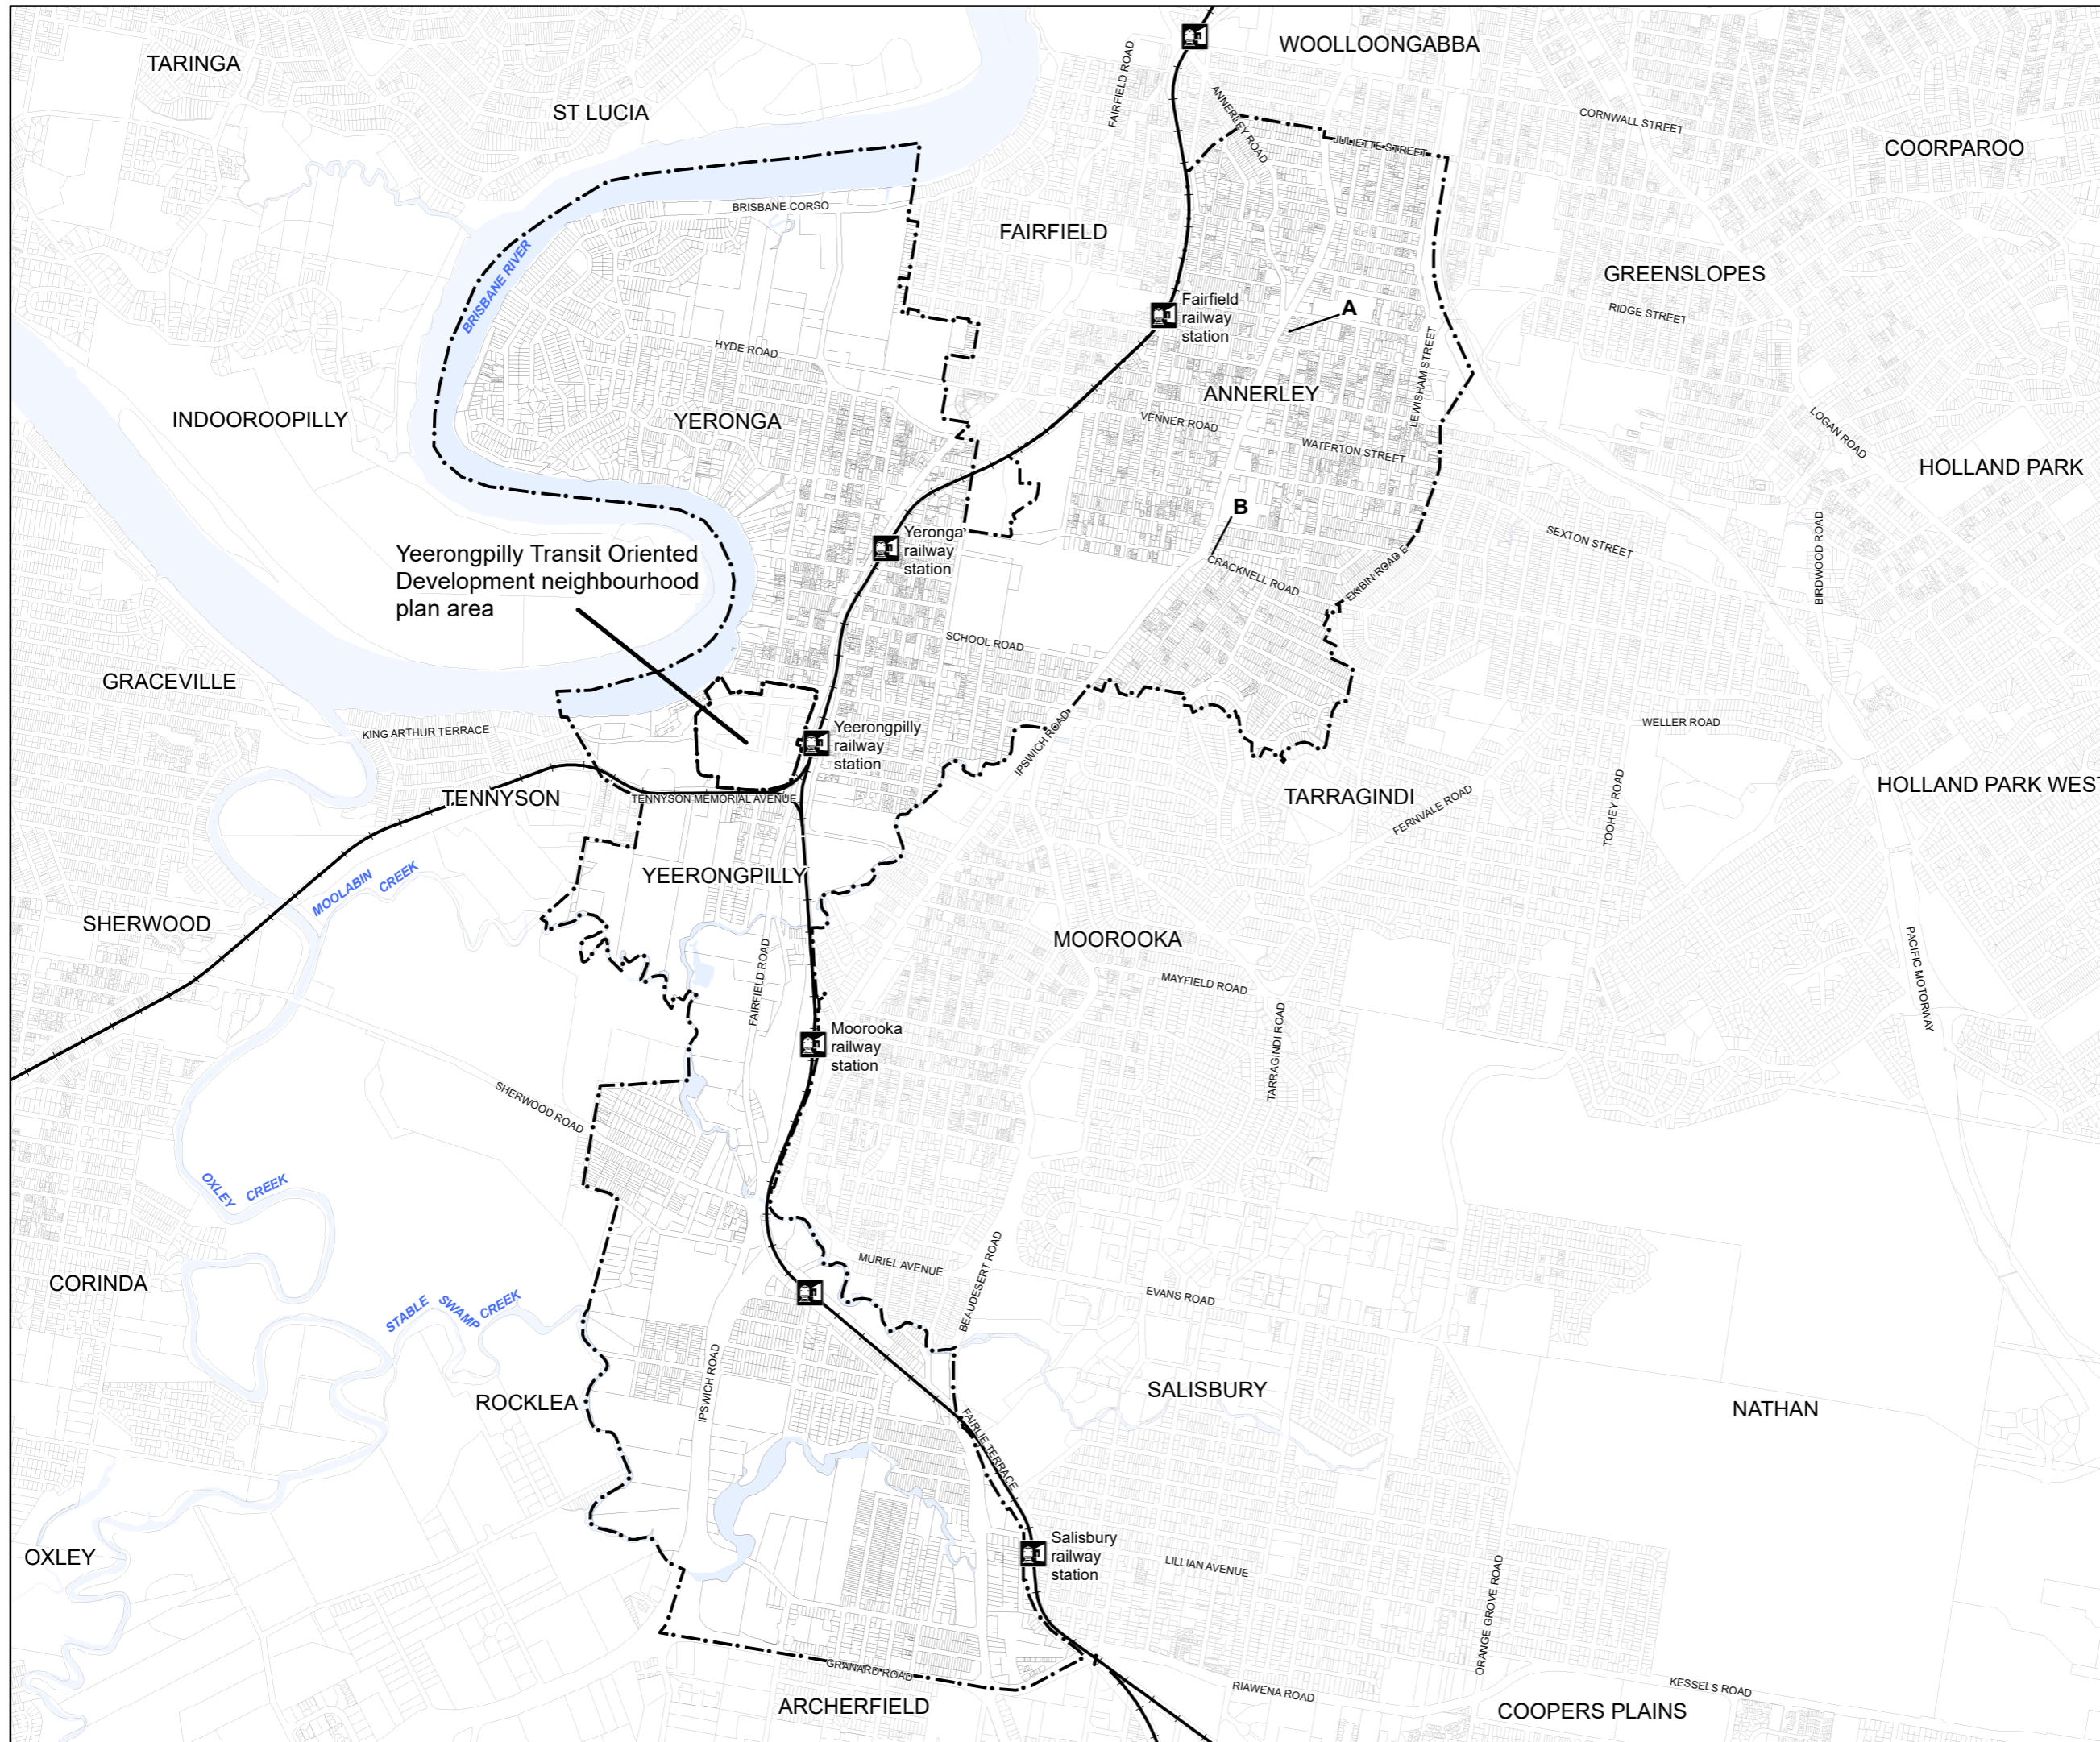 WOOLLOONGABBA
TARINGA
FAIRFIELD ROAD
ST LUCIA
ANNERLEY ROAD
CORNWALL STREET
JULIETTE STREET
COORPAROO
BRISBANE CORSO
FAIRFIELD
BRISBANE RIVER
GREENSLOPES
Fairfield
railway
station
A
RIDGE STREET
HYDE ROAD
LEWISHAM STREET
ANNERLEY
INDOOROOPILLY
YERONGA
VENNER ROAD
WATERTON STREET
LOGAN ROAD
HOLLAND PARK
B
Yeronga
railway
station
SEXTON STREET
BIRDWOOD ROAD
Yeerongpilly Transit Oriented
Development neighbourhood
plan area
CRACKNELL ROAD
EKIBIN ROAD E
SCHOOL ROAD
GRACEVILLE
KING ARTHUR TERRACE
Yeerongpilly
railway
station
IPSWICH ROAD
WELLER ROAD
TENNYSON
TENNYSON MEMORIAL AVENUE
TARRAGINDI
FERNVALE ROAD
TOOHEY ROAD
HOLLAND PARK WEST
MOOLABIN CREEK
YEERONGPILLY
SHERWOOD
MOOROOKA
FAIRFIELD ROAD
MAYFIELD ROAD
PACIFIC MOTORWAY
Moorooka
railway
station
TARRAGINDI ROAD
SHERWOOD ROAD
OXLEY CREEK
CORINDA
MURIEL AVENUE
BEAUDESERT ROAD
EVANS ROAD
STABLE SWAMP CREEK
IPSWICH ROAD
SALISBURY
ROCKLEA
NATHAN
FAIRLIE TERRACE
OXLEY
Salisbury
railway
station
LILLIAN AVENUE
ORANGE GROVE ROAD
GRANARD ROAD
RIAWENA ROAD
KESSELS ROAD
ARCHERFIELD
COOPERS PLAINS